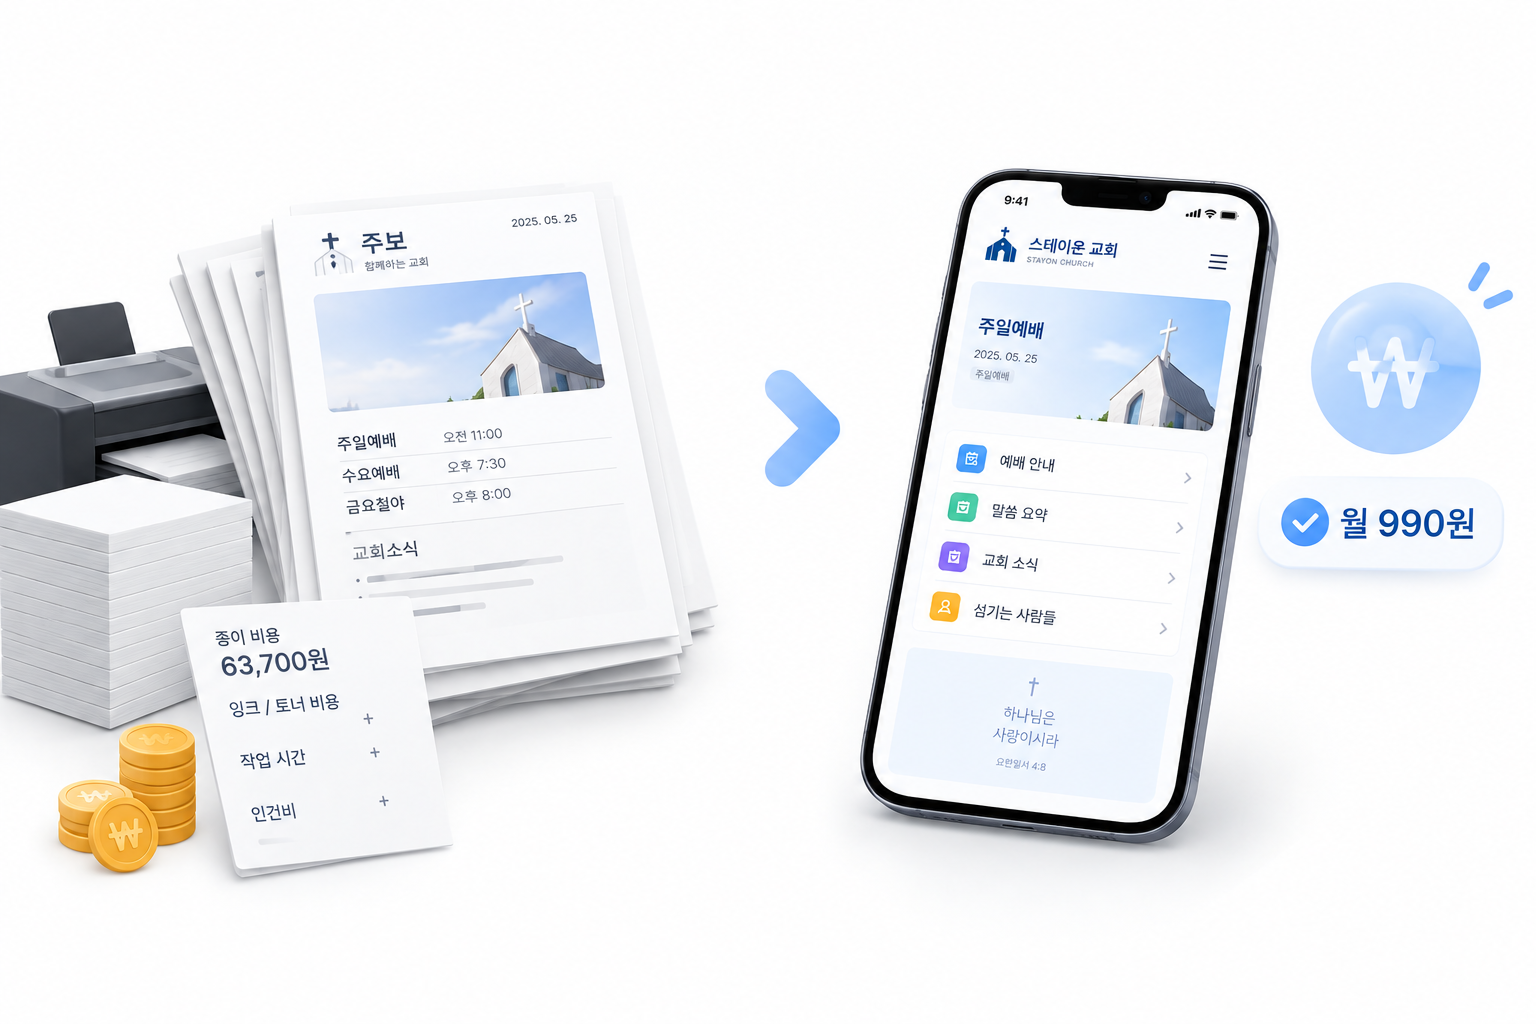 주보
함께하는 교회
2025. 05. 25
주일예배 오전 11:00
수요예배 오후 7:30
금요철야 오후 8:00
교회소식
종이 비용
63,700원
잉크 / 토너 비용 +
작업 시간 +
인건비 +
9:41
스테이온 교회
STAYON CHURCH
주일예배
2025. 05. 25
주일예배
예배 안내
말씀 요약
교회 소식
섬기는 사람들
하나님은
사랑이시라
요한일서 4:8
₩
월 990원